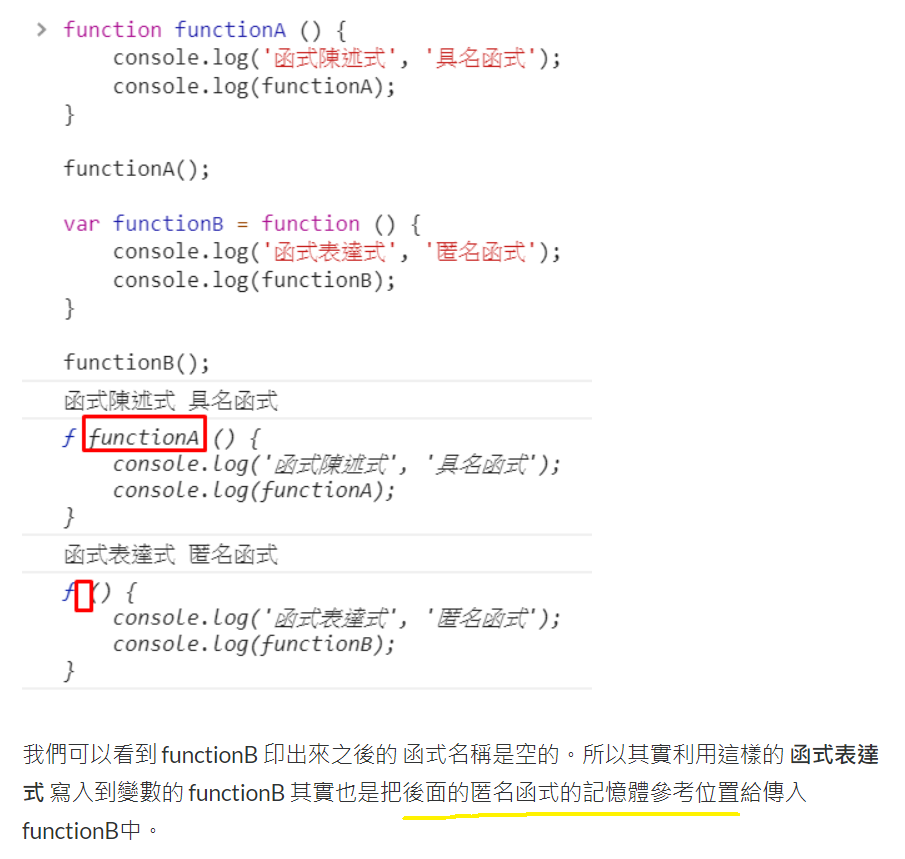 > function functionA () {
console.log('函式陳述式', '具名函式');
console.log(functionA);
}
functionA();
var functionB = function () {
console.log('函式表達式', '匿名函式');
console.log(functionB);
}
functionB();
函式陳述式 具名函式
ƒ functionA () {
console.log('函式陳述式', '具名函式');
console.log(functionA);
}
函式表達式 匿名函式
ƒ () {
console.log('函式表達式', '匿名函式');
console.log(functionB);
}
我們可以看到 functionB 印出來之後的 函式名稱是空的。所以其實利用這樣的 函式表達
式 寫入到變數的 functionB 其實也是把後面的匿名函式的記憶體參考位置給傳入
functionB中。